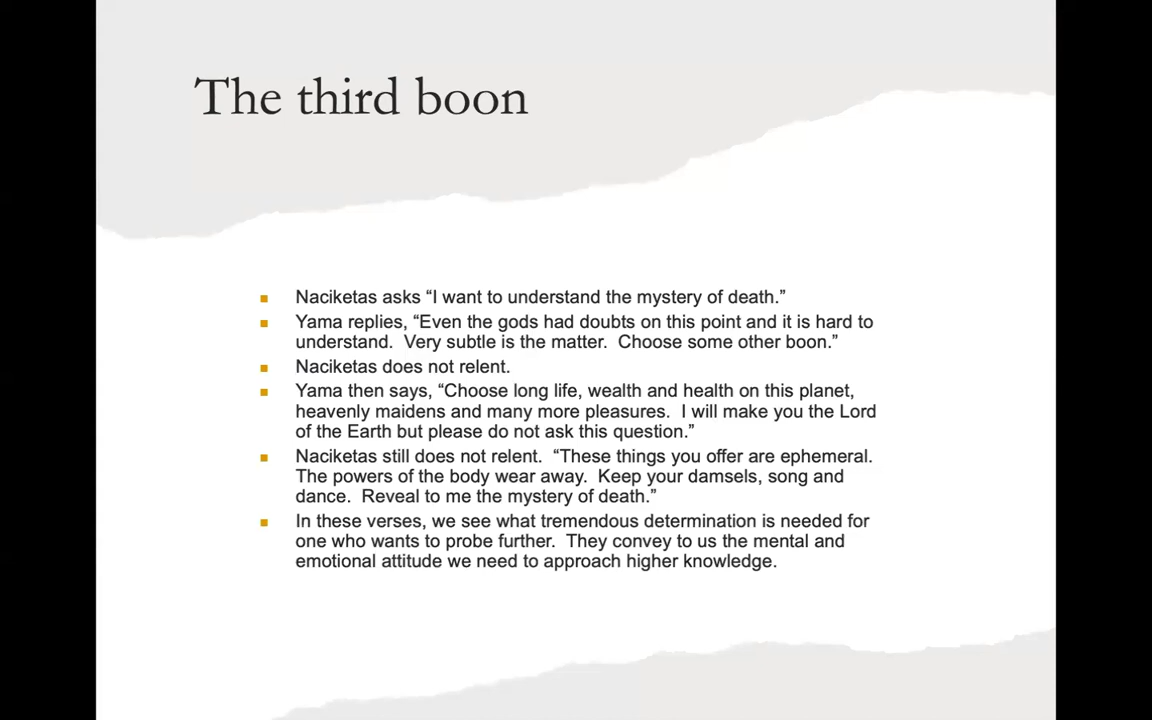 The third boon
Naciketas asks “I want to understand the mystery of death.”
Yama replies, “Even the gods had doubts on this point and it is hard to
understand.  Very subtle is the matter.  Choose some other boon.”
Naciketas does not relent.
Yama then says, “Choose long life, wealth and health on this planet,
heavenly maidens and many more pleasures.  I will make you the Lord
of the Earth but please do not ask this question.”
Naciketas still does not relent.  “These things you offer are ephemeral.
The powers of the body wear away.  Keep your damsels, song and
dance.  Reveal to me the mystery of death.”
In these verses, we see what tremendous determination is needed for
one who wants to probe further.  They convey to us the mental and
emotional attitude we need to approach higher knowledge.